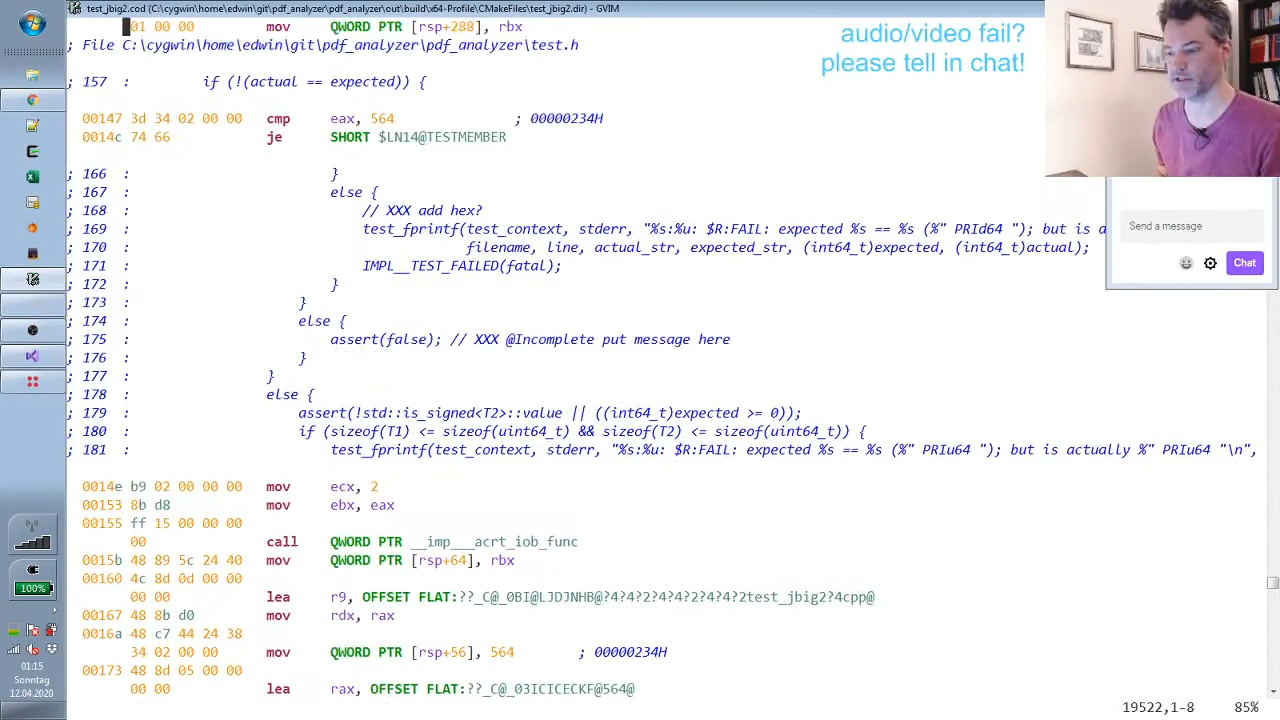 test_jbig2.cod (C:\cygwin\home\edwin\git\pdf_analyzer\pdf_analyzer\out\build\x64-Profile\CMakeFiles\test_jbig2.dir) - GVIM
01 00 00 mov QWORD PTR [rsp+288], rbx
; File C:\cygwin\home\edwin\git\pdf_analyzer\pdf_analyzer\test.h
audio/video fail?
please tell in chat!
; 157 : if (!(actual == expected)) {
00147 3d 34 02 00 00 cmp eax, 564 ; 00000234H
0014c 74 66 je SHORT $LN14@TESTMEMBER
; 166 : }
; 167 : else {
; 168 : // XXX add hex?
; 169 : test_fprintf(test_context, stderr, "%s:%u: $R:FAIL: expected %s == %s (%" PRId64 "); but is a
; 170 : filename, line, actual_str, expected_str, (int64_t)expected, (int64_t)actual);
; 171 : IMPL__TEST_FAILED(fatal);
; 172 : }
; 173 : }
; 174 : else {
; 175 : assert(false); // XXX @Incomplete put message here
; 176 : }
; 177 : }
; 178 : else {
; 179 : assert(!std::is_signed<T2>::value || ((int64_t)expected >= 0));
; 180 : if (sizeof(T1) <= sizeof(uint64_t) && sizeof(T2) <= sizeof(uint64_t)) {
; 181 : test_fprintf(test_context, stderr, "%s:%u: $R:FAIL: expected %s == %s (%" PRIu64 "); but is actually %" PRIu64 "\n",
0014e b9 02 00 00 00 mov ecx, 2
00153 8b d8 mov ebx, eax
00155 ff 15 00 00 00
00 call QWORD PTR __imp___acrt_iob_func
0015b 48 89 5c 24 40 mov QWORD PTR [rsp+64], rbx
00160 4c 8d 0d 00 00
00 00 lea r9, OFFSET FLAT:??_C@_0BI@LJDJNHB@?4?4?2?4?4?2?4?4?2test_jbig2?4cpp@
00167 48 8b d0 mov rdx, rax
0016a 48 c7 44 24 38
34 02 00 00 mov QWORD PTR [rsp+56], 564 ; 00000234H
00173 48 8d 05 00 00
00 00 lea rax, OFFSET FLAT:??_C@_03ICICECKF@564@
19522,1-8 85%
Send a message
Chat
100%
01:15
Sonntag
12.04.2020